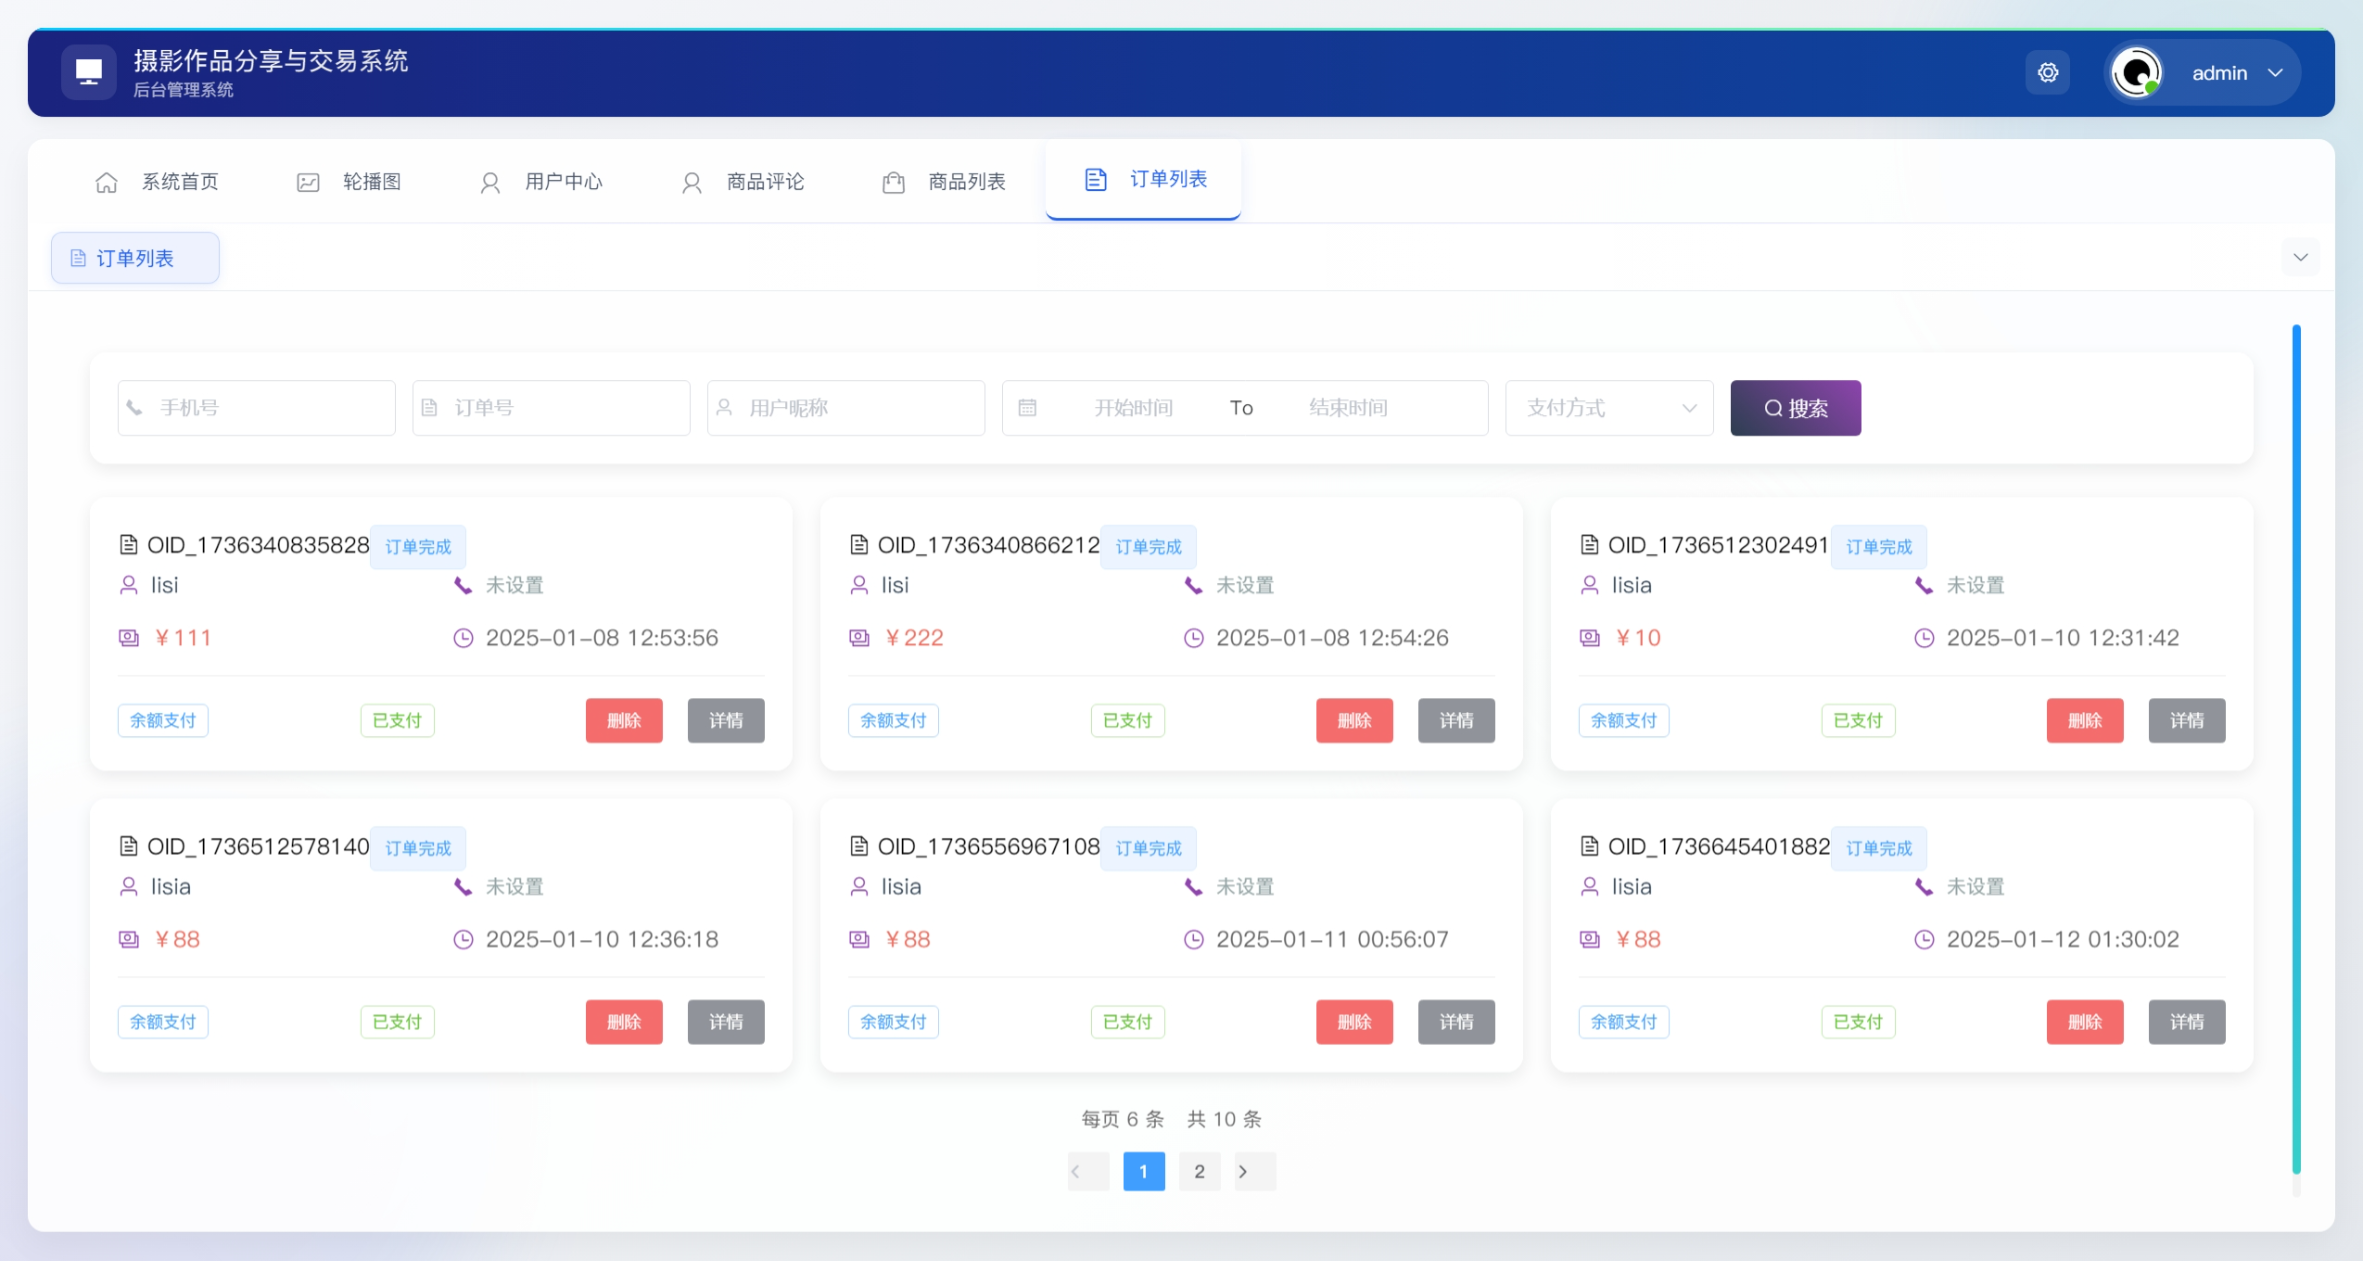 摄影作品分享与交易系统
后台管理系统
admin
系统首页
轮播图
用户中心
商品评论
商品列表
订单列表
订单列表
手机号
订单号
用户昵称
开始时间 To 结束时间
支付方式
搜索
OID_1736340835828 订单完成
lisi 未设置
¥111 2025-01-08 12:53:56
余额支付 已支付 删除 详情
OID_1736340866212 订单完成
lisi 未设置
¥222 2025-01-08 12:54:26
余额支付 已支付 删除 详情
OID_1736512302491 订单完成
lisia 未设置
¥10 2025-01-10 12:31:42
余额支付 已支付 删除 详情
OID_1736512578140 订单完成
lisia 未设置
¥88 2025-01-10 12:36:18
余额支付 已支付 删除 详情
OID_1736556967108 订单完成
lisia 未设置
¥88 2025-01-11 00:56:07
余额支付 已支付 删除 详情
OID_1736645401882 订单完成
lisia 未设置
¥88 2025-01-12 01:30:02
余额支付 已支付 删除 详情
每页 6 条 共 10 条
1 2